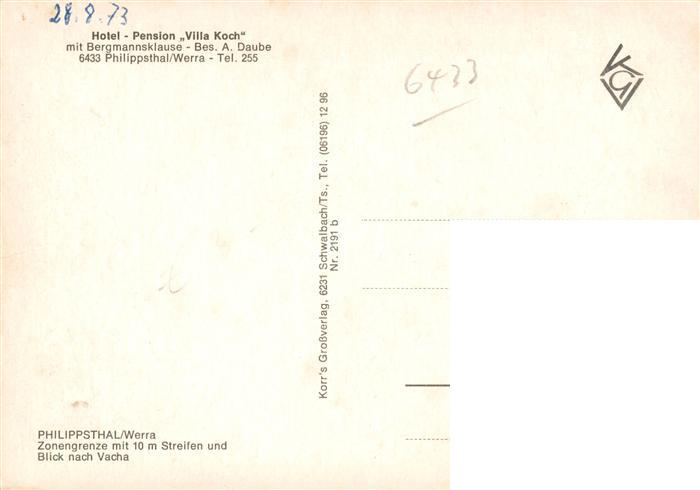 28.8.73
Hotel - Pension „Villa Koch“
mit Bergmannsklause - Bes. A. Daube
6433 Philippsthal/Werra - Tel. 255
6433
Korr's Großverlag, 6231 Schwalbach/Ts., Tel. (06196) 12 96
Nr. 2191 b
PHILIPPSTHAL/Werra
Zonengrenze mit 10 m Streifen und
Blick nach Vacha